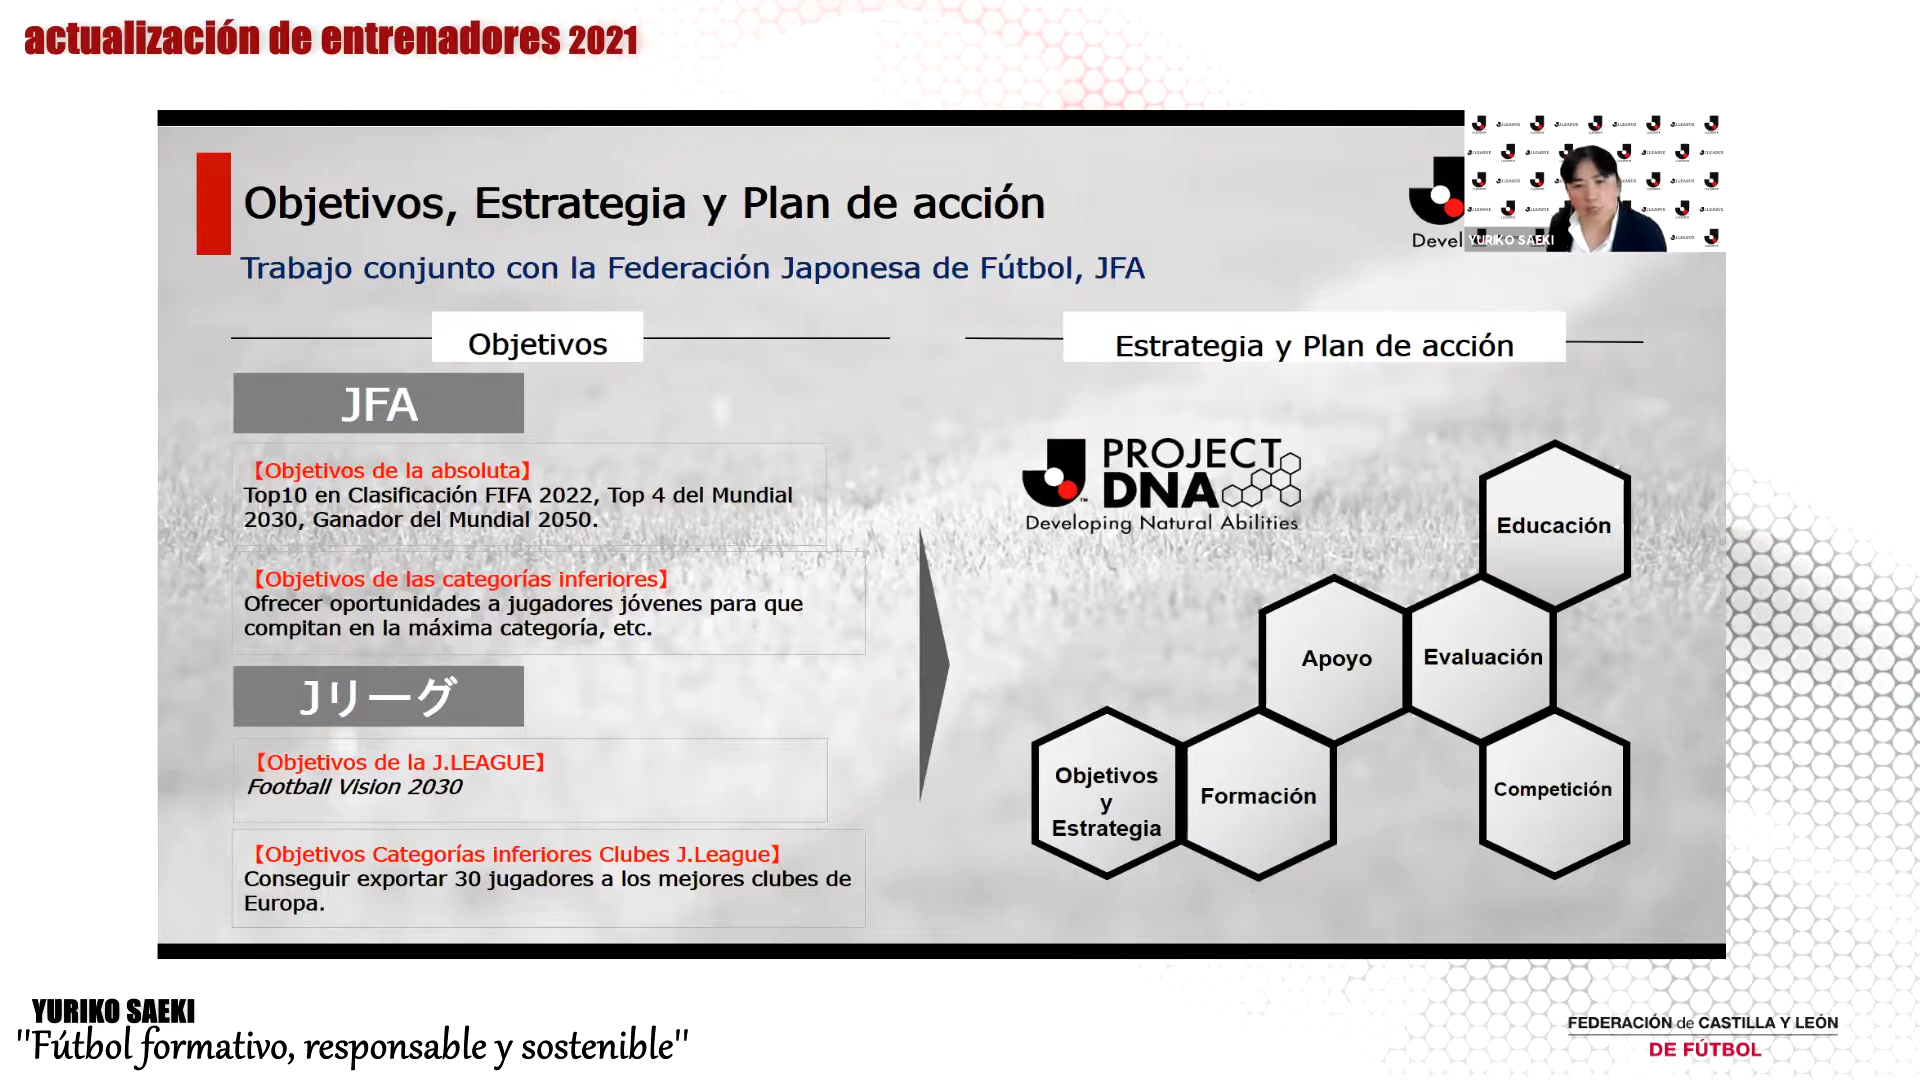 actualización de entrenadores 2021
Objetivos, Estrategia y Plan de acción
Trabajo conjunto con la Federación Japonesa de Fútbol, JFA
Devel
YURIKO SAEKI
Objetivos
JFA
【Objetivos de la absoluta】
Top10 en Clasificación FIFA 2022, Top 4 del Mundial
2030, Ganador del Mundial 2050.
【Objetivos de las categorías inferiores】
Ofrecer oportunidades a jugadores jóvenes para que
compitan en la máxima categoría, etc.
Jリーグ
【Objetivos de la J.LEAGUE】
Football Vision 2030
【Objetivos Categorías inferiores Clubes J.League】
Conseguir exportar 30 jugadores a los mejores clubes de
Europa.
Estrategia y Plan de acción
PROJECT
DNA
Developing Natural Abilities
Educación
Apoyo
Evaluación
Objetivos
y
Estrategia
Formación
Competición
YURIKO SAEKI
"Fútbol formativo, responsable y sostenible"
FEDERACIÓN de CASTILLA Y LEÓN
DE FÚTBOL